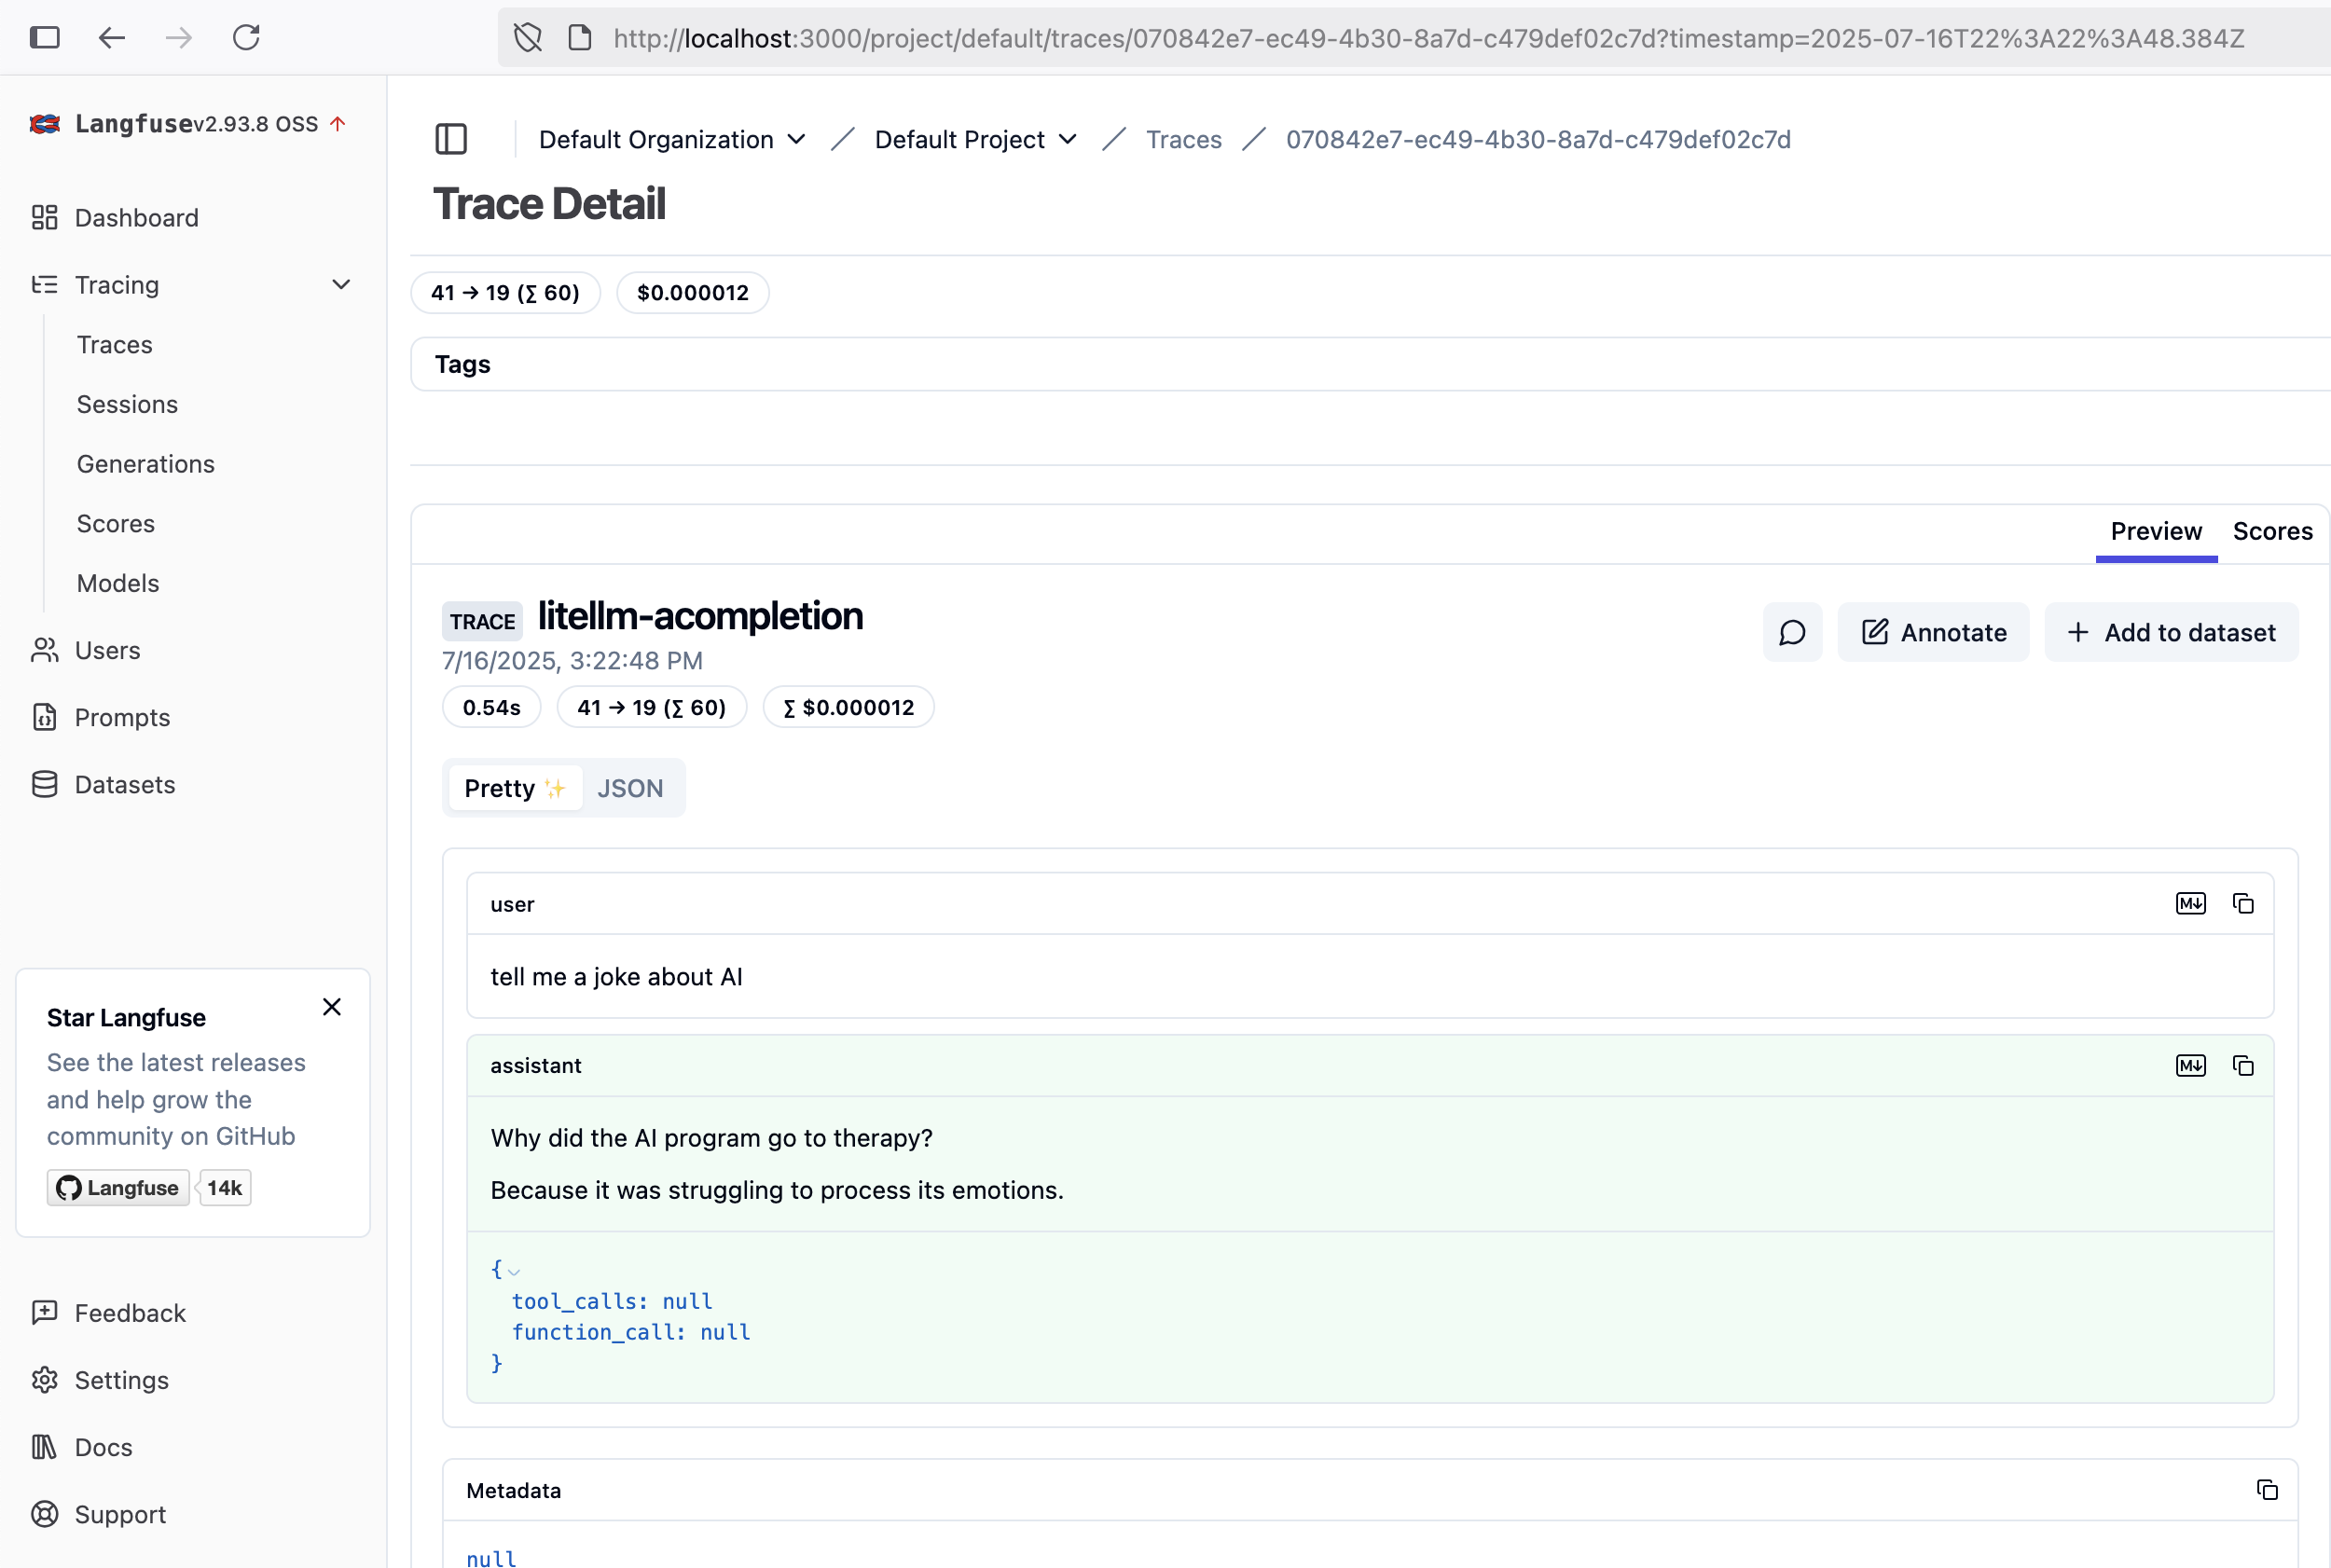 http://localhost:3000/project/default/traces/070842e7-ec49-4b30-8a7d-c479def02c7d?timestamp=2025-07-16T22%3A22%3A48.384Z
Langfuse v2.93.8 OSS ↑
Dashboard
Tracing
Traces
Sessions
Generations
Scores
Models
Users
Prompts
Datasets
Star Langfuse
See the latest releases
and help grow the
community on GitHub
Langfuse 14k
Feedback
Settings
Docs
Support
Default Organization / Default Project / Traces / 070842e7-ec49-4b30-8a7d-c479def02c7d
Trace Detail
41 → 19 (∑ 60) $0.000012
Tags
Preview Scores
TRACE litellm-acompletion
7/16/2025, 3:22:48 PM
Annotate + Add to dataset
0.54s 41 → 19 (∑ 60) ∑ $0.000012
Pretty ✨ JSON
user
M↓
tell me a joke about AI
assistant
M↓
Why did the AI program go to therapy?
Because it was struggling to process its emotions.
{
tool_calls: null
function_call: null
}
Metadata
null